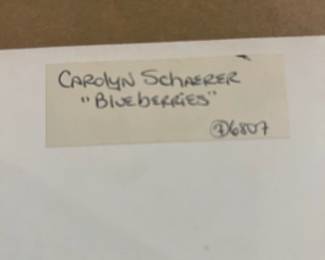 Carolyn Schaerer
"Blueberries"
⑦6807